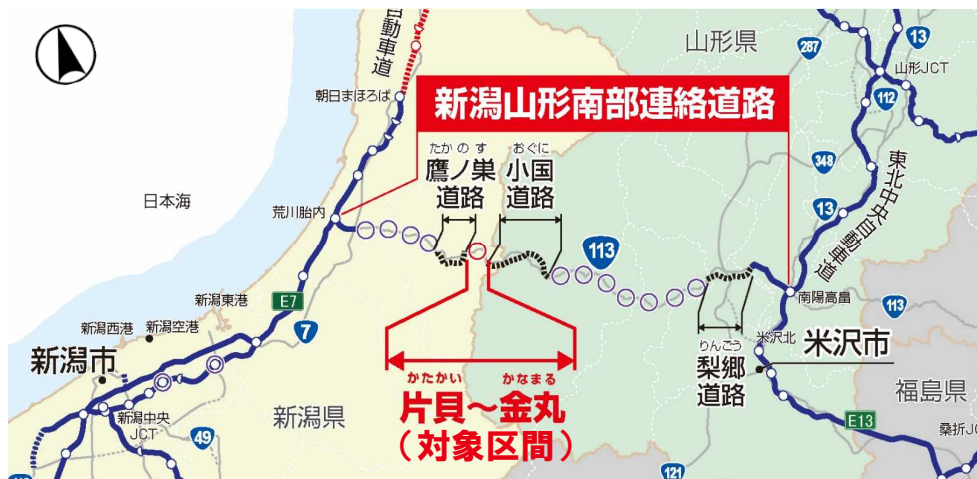 自動車道
山形県
287
13
山形JCT
朝日まほろば
新潟山形南部連絡道路
112
たかのす
鷹ノ巣
道路
おぐに
小国
道路
348
東北中央自動車道
日本海
荒川胎内
13
113
E7
新潟東港
7
南陽高畠
113
新潟西港
新潟空港
新潟市
米沢北
米沢市
りんごう
梨郷
道路
かたかい
かなまる
片貝～金丸
(対象区間)
新潟県
福島県
新潟中央
JCT
49
E13
桑折J
121